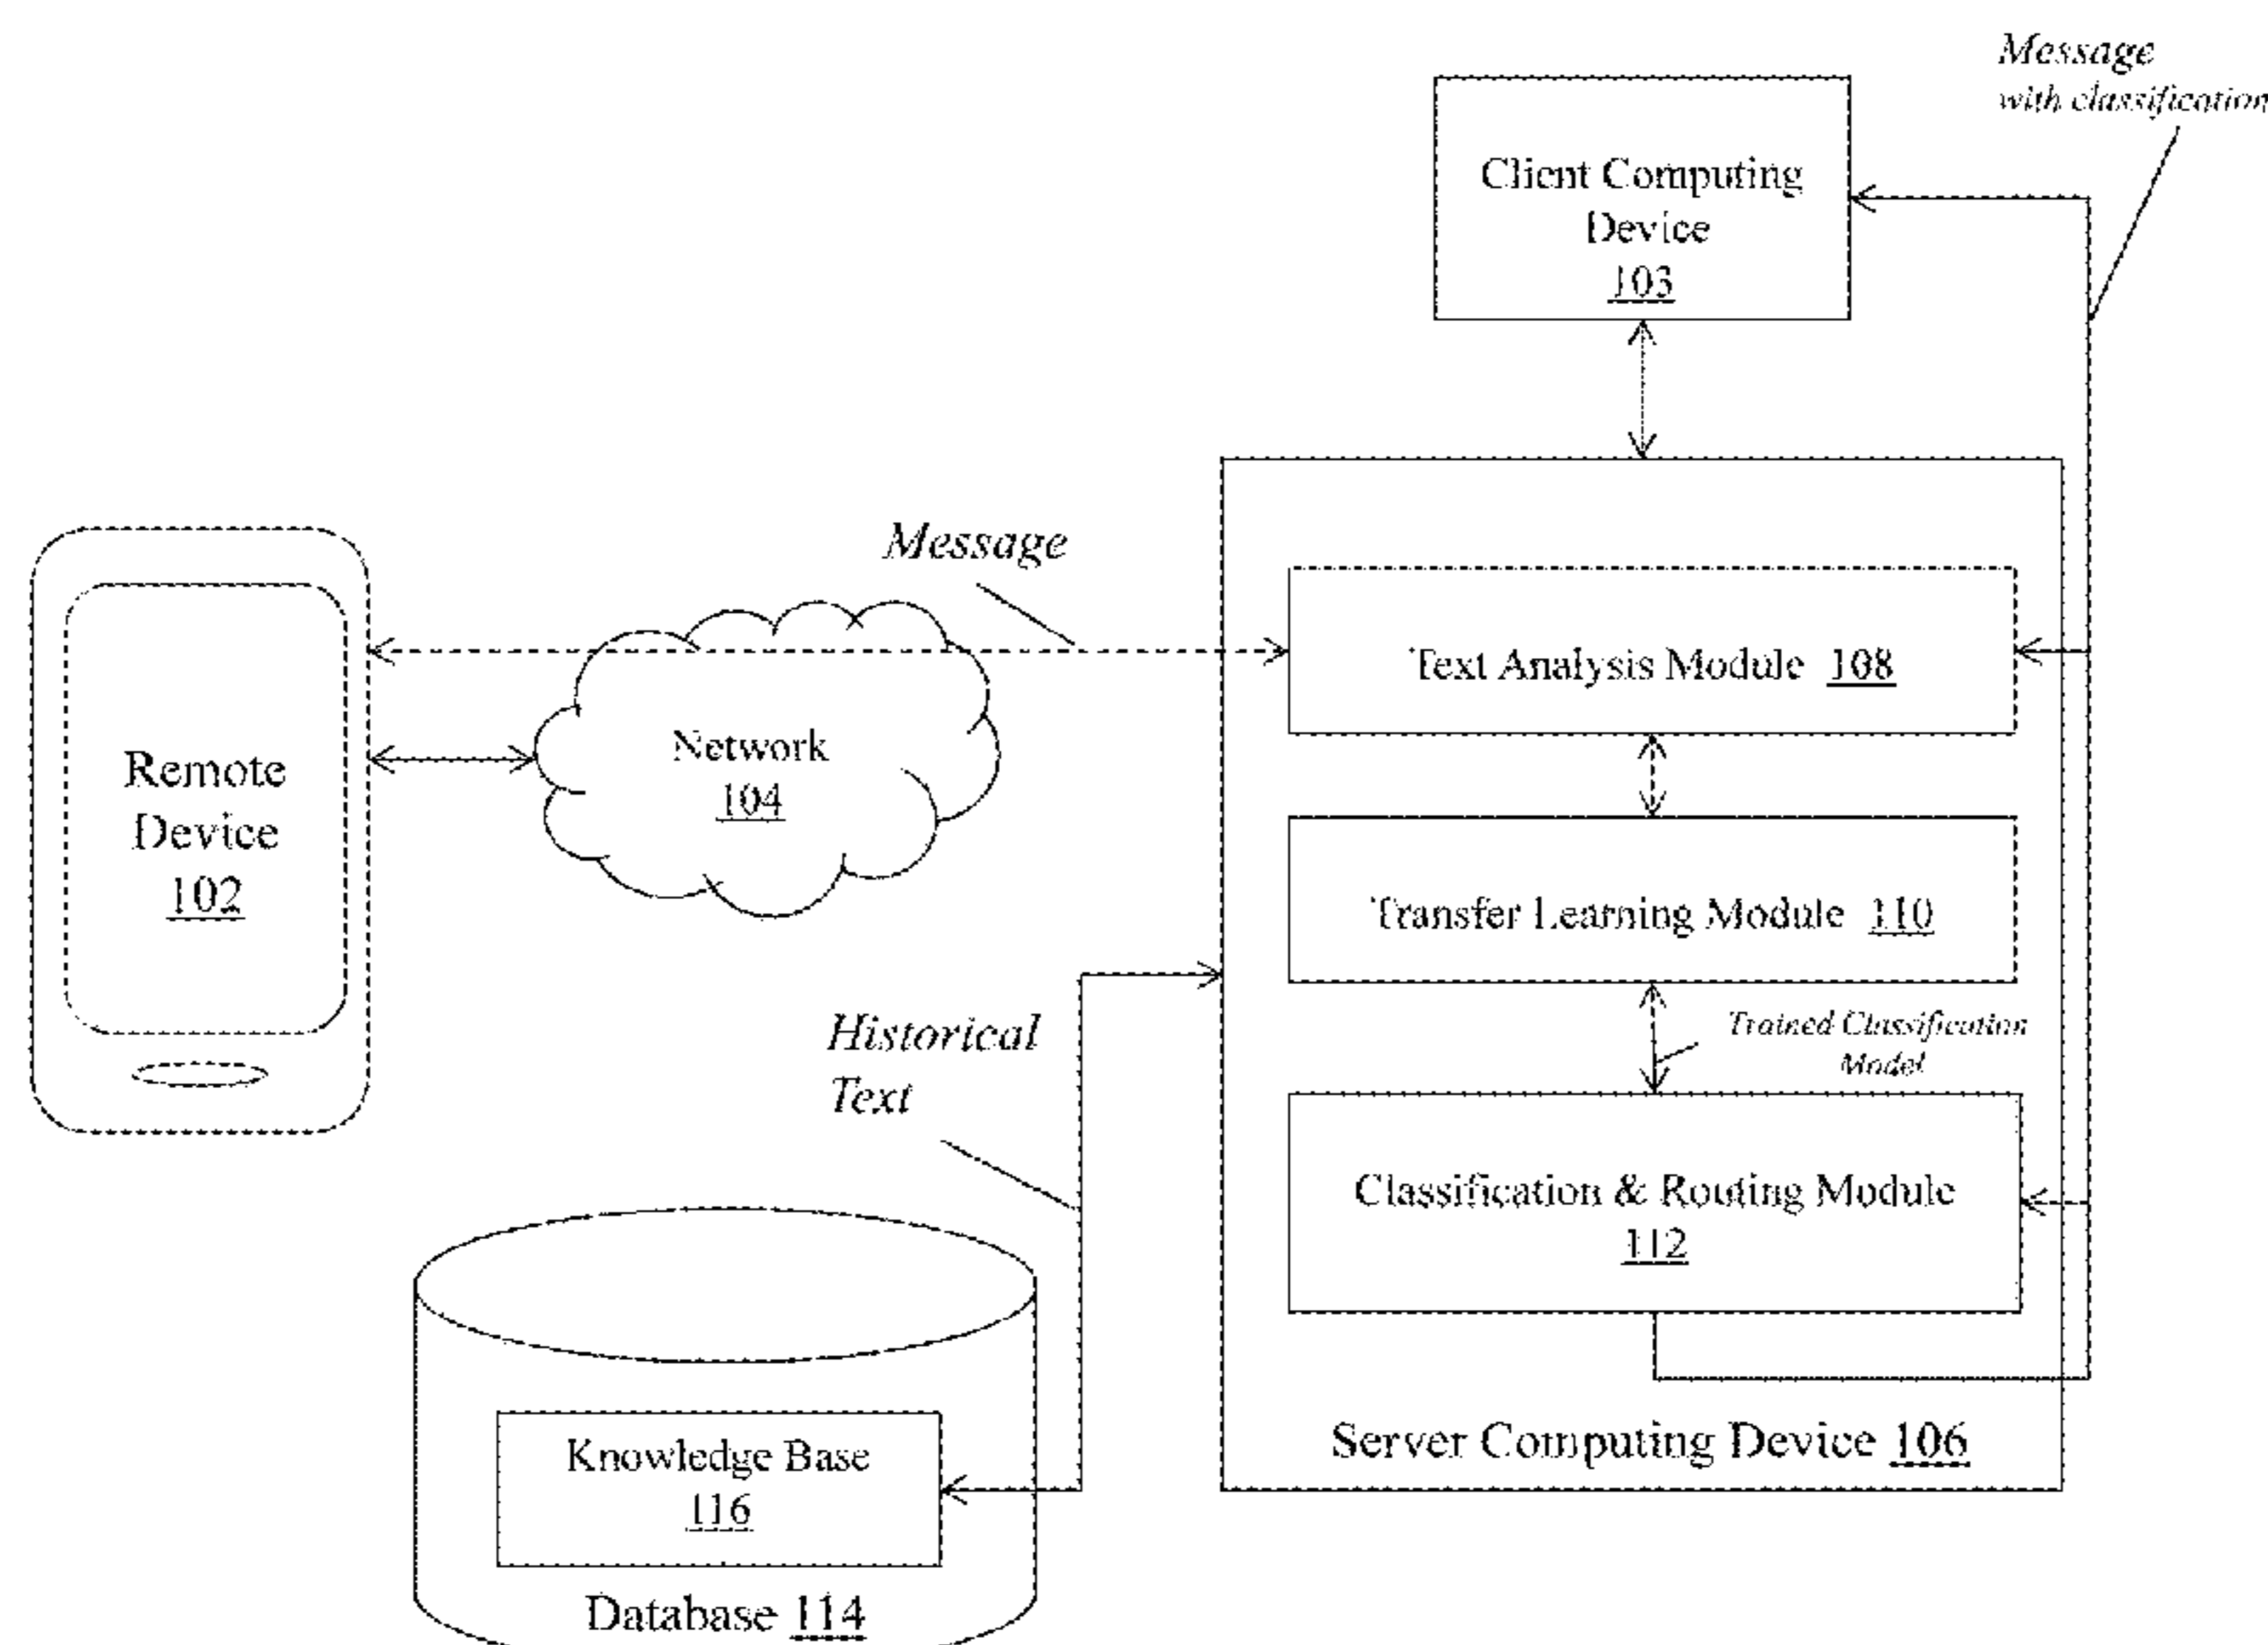 Message
with classification
Client Computing
Device
103
Message
Text Analysis Module 108
Network
104
Remote
Device
102
Transfer Learning Module 110
Historical
Text
Trained Classification
Model
Classification & Routing Module
112
Server Computing Device 106
Knowledge Base
116
Database 114